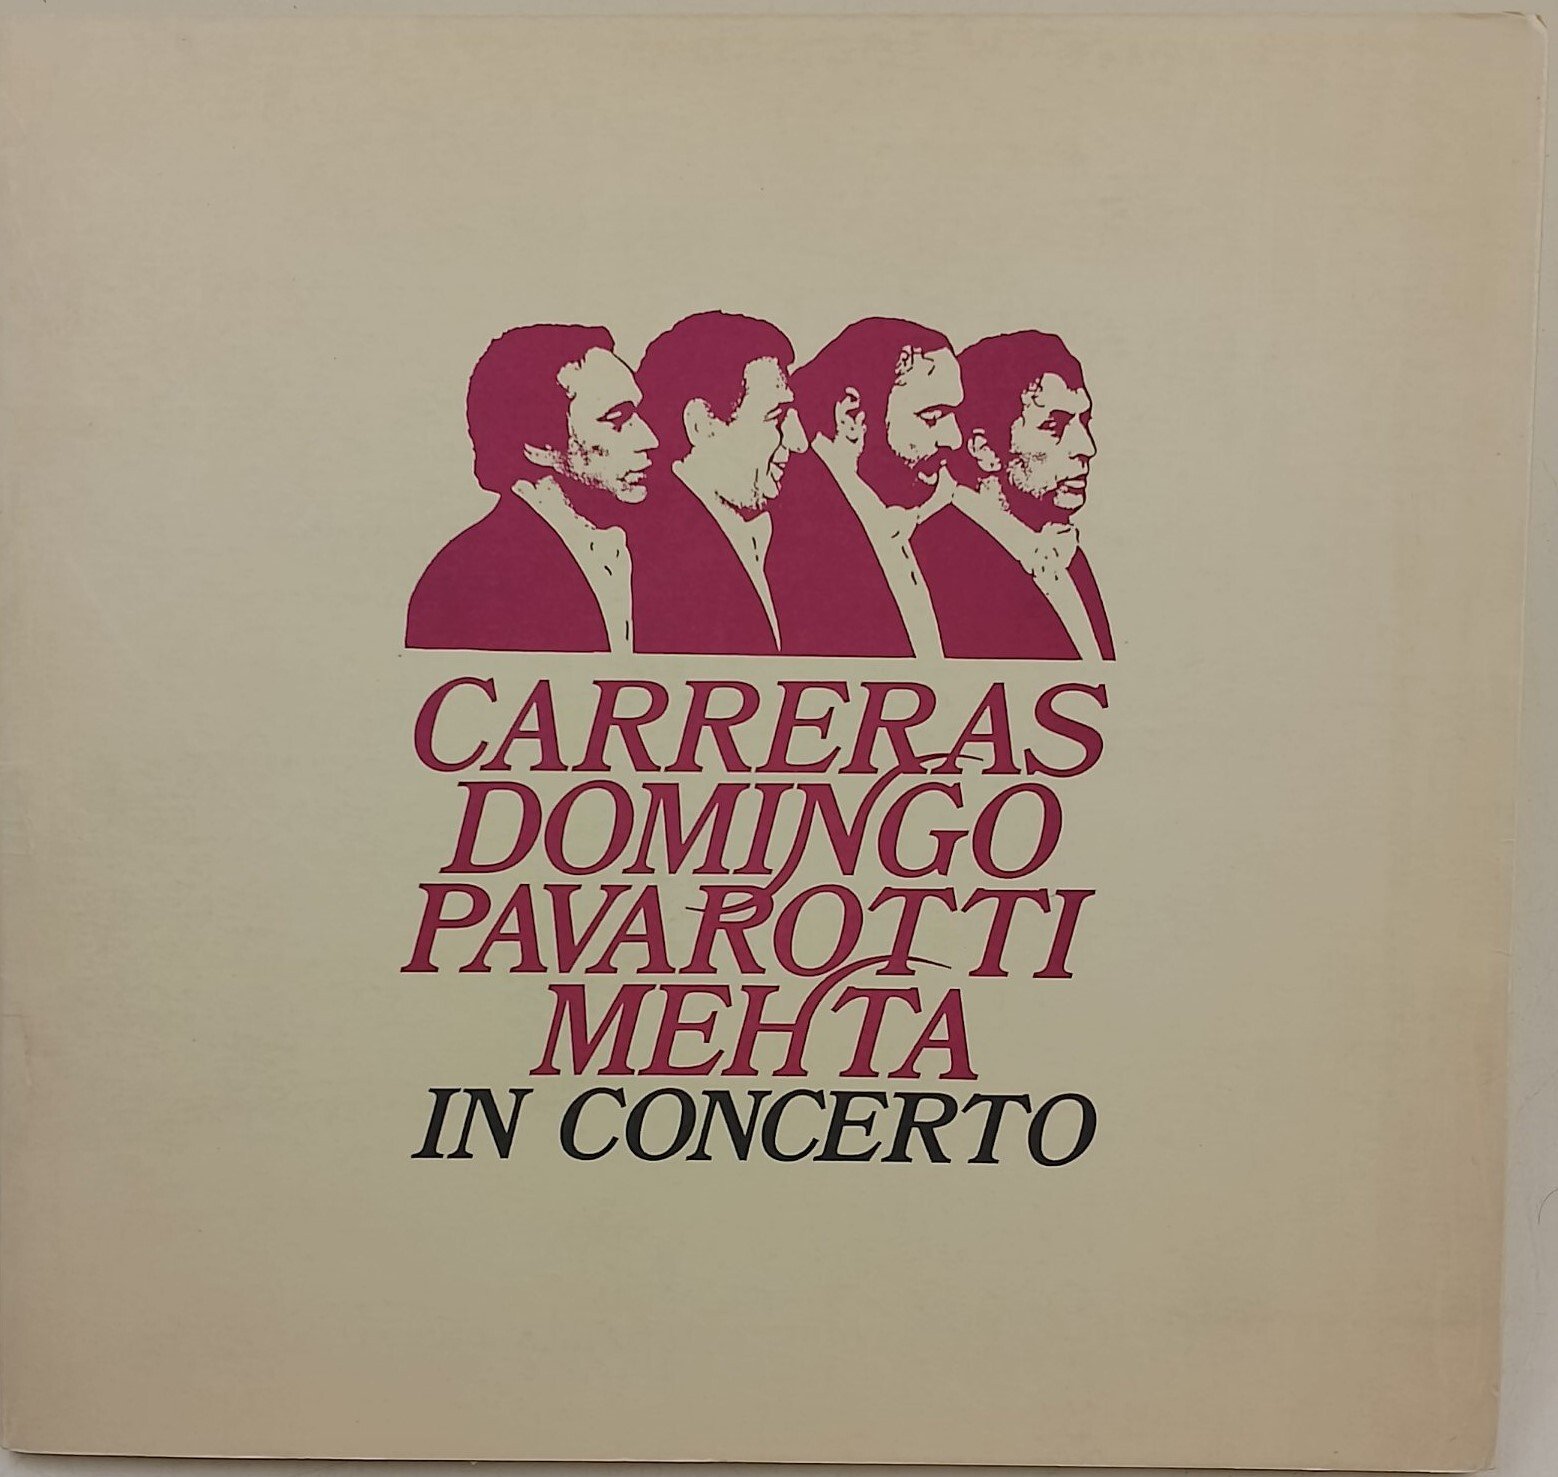 CARRERAS
DOMINGO
PAVAROTTI
MEHTA
IN CONCERTO